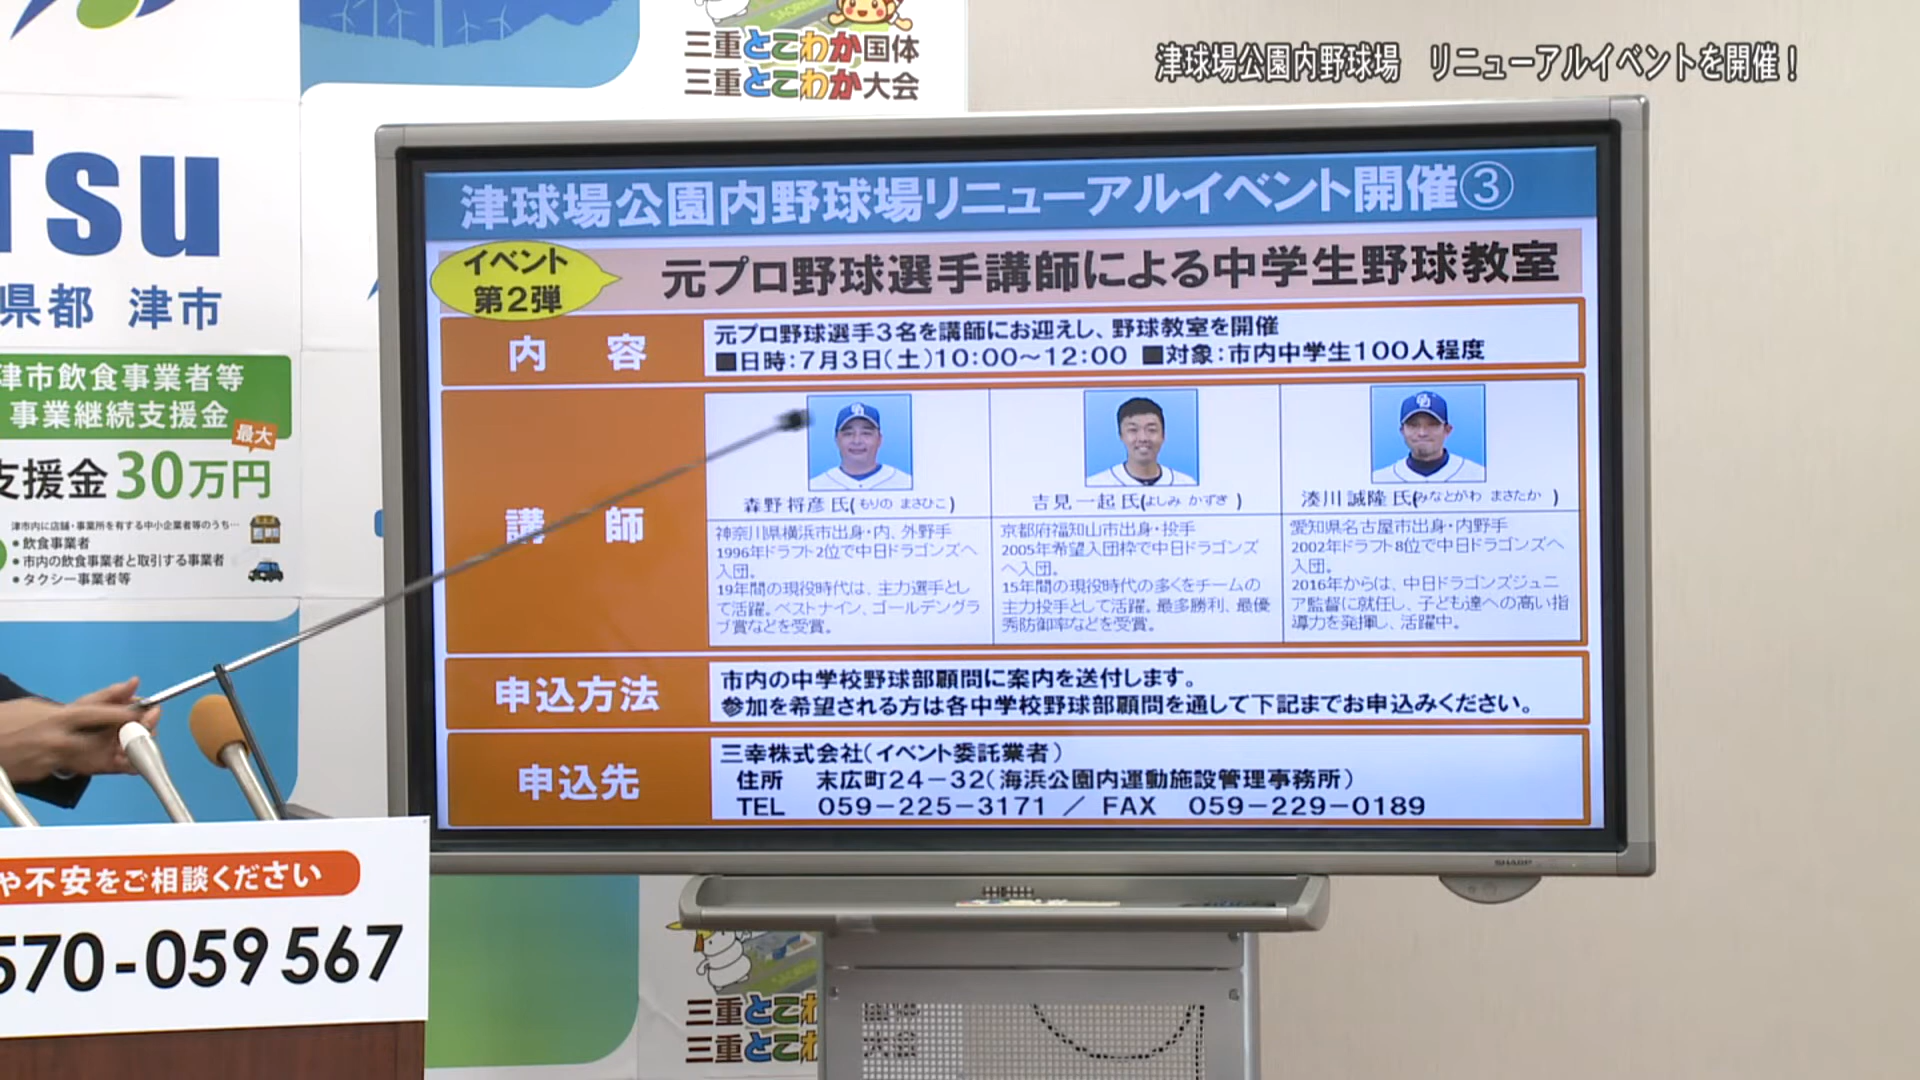 三重とこわか国体
三重とこわか大会
津球場公園内野球場 リニューアルイベントを開催！
Tsu
県都 津市
津市飲食事業者等
事業継続支援金
最大
支援金30万円
津市内に店舗・事業所を有する中小企業者等のうち…
・飲食事業者
・市内の飲食事業者と取引する事業者
・タクシー事業者等
津球場公園内野球場リニューアルイベント開催③
イベント
第2弾
元プロ野球選手講師による中学生野球教室
内 容
元プロ野球選手3名を講師にお迎えし、野球教室を開催
■日時：7月3日（土）10：00～12：00 ■対象：市内中学生100人程度
講 師
森野 将彦 氏(もりの まさひこ)
神奈川県横浜市出身・内、外野手
1996年ドラフト2位で中日ドラゴンズへ
入団。
19年間の現役時代は、主力選手とし
て活躍。ベストナイン、ゴールデングラ
ブ賞などを受賞。
吉見 一起 氏(よしみ かずき )
京都府福知山市出身・投手
2005年希望入団枠で中日ドラゴンズ
へ入団。
15年間の現役時代の多くをチームの
主力投手として活躍。最多勝利、最優
秀防御率などを受賞。
湊川 誠隆 氏(みなとがわ まさたか )
愛知県名古屋市出身・内野手
2002年ドラフト8位で中日ドラゴンズへ
入団。
2016年からは、中日ドラゴンズジュニ
ア監督に就任し、子ども達への高い指
導力を発揮し、活躍中。
申込方法
市内の中学校野球部顧問に案内を送付します。
参加を希望される方は各中学校野球部顧問を通して下記までお申込みください。
申込先
三幸株式会社（イベント委託業者）
住所 末広町24－32（海浜公園内運動施設管理事務所）
TEL 059－225－3171 ／ FAX 059－229－0189
SHARP
や不安をご相談ください
570-059 567
三重とこわ
三重とこわ
大会